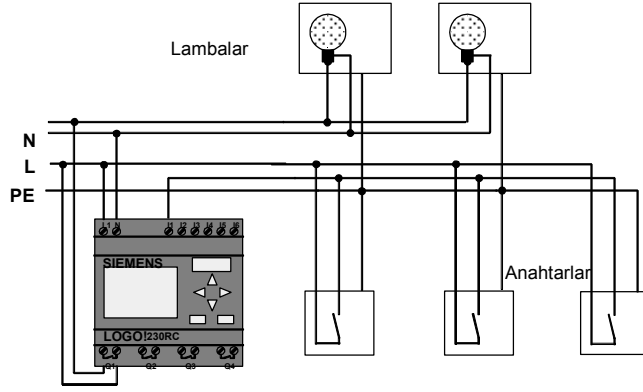 Lambalar
N
L
PE
L1 N I1 I2 I3 I4 I5 I6
SIEMENS
Anahtarlar
LOGO!230RC
Q1 Q2 Q3 Q4